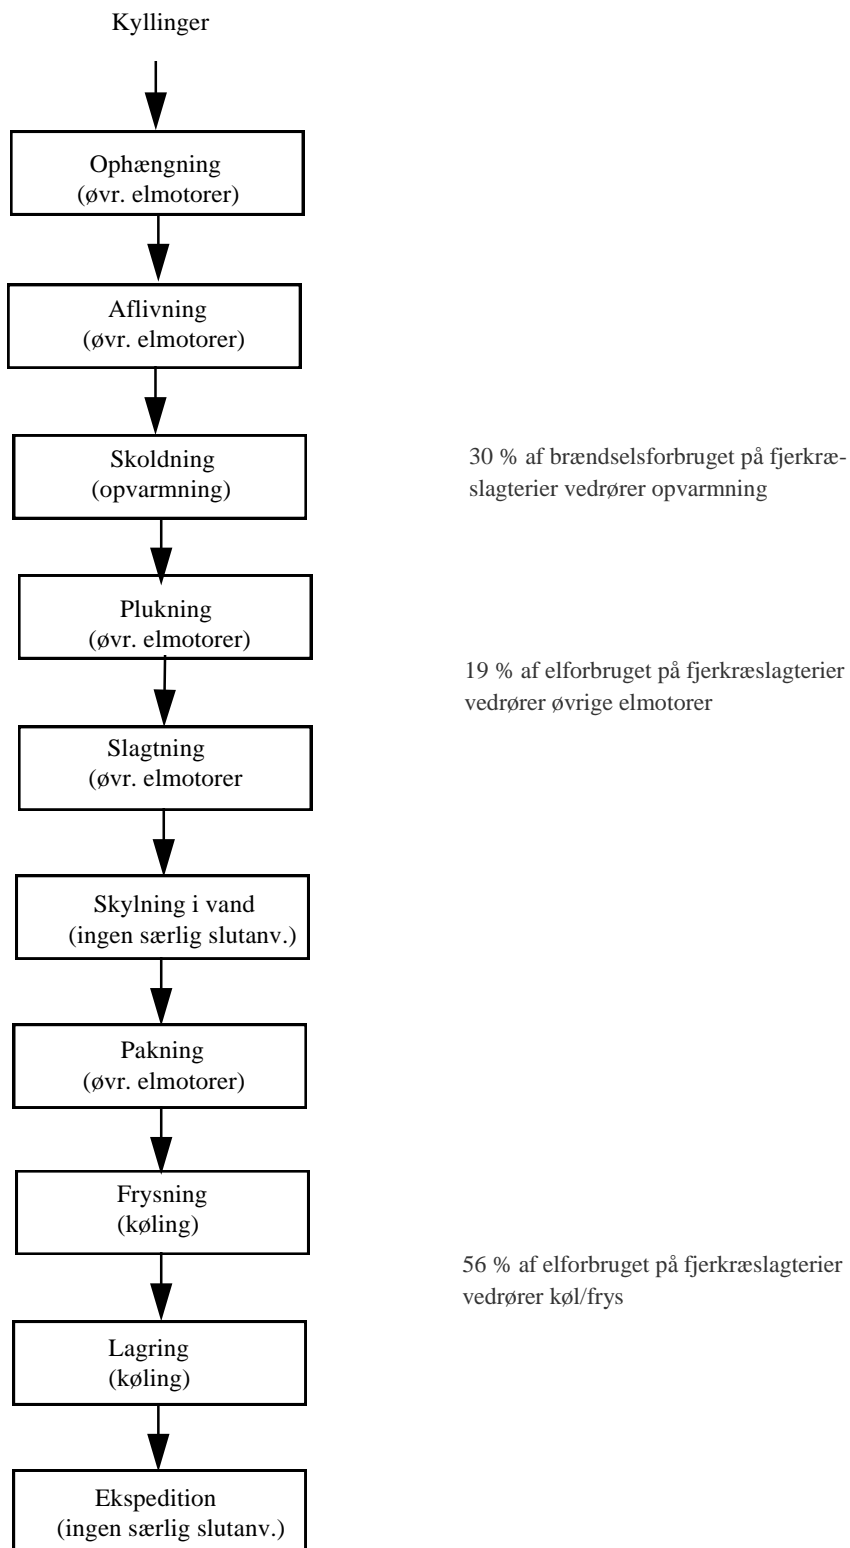 Kyllinger
Ophængning
(øvr. elmotorer)
Aflivning
(øvr. elmotorer)
Skoldning
(opvarmning)
30 % af brændselsforbruget på fjerkræ-
slagterier vedrører opvarmning
Plukning
(øvr. elmotorer)
19 % af elforbruget på fjerkræslagterier
vedrører øvrige elmotorer
Slagtning
(øvr. elmotorer
Skylning i vand
(ingen særlig slutanv.)
Pakning
(øvr. elmotorer)
Frysning
(køling)
56 % af elforbruget på fjerkræslagterier
vedrører køl/frys
Lagring
(køling)
Ekspedition
(ingen særlig slutanv.)